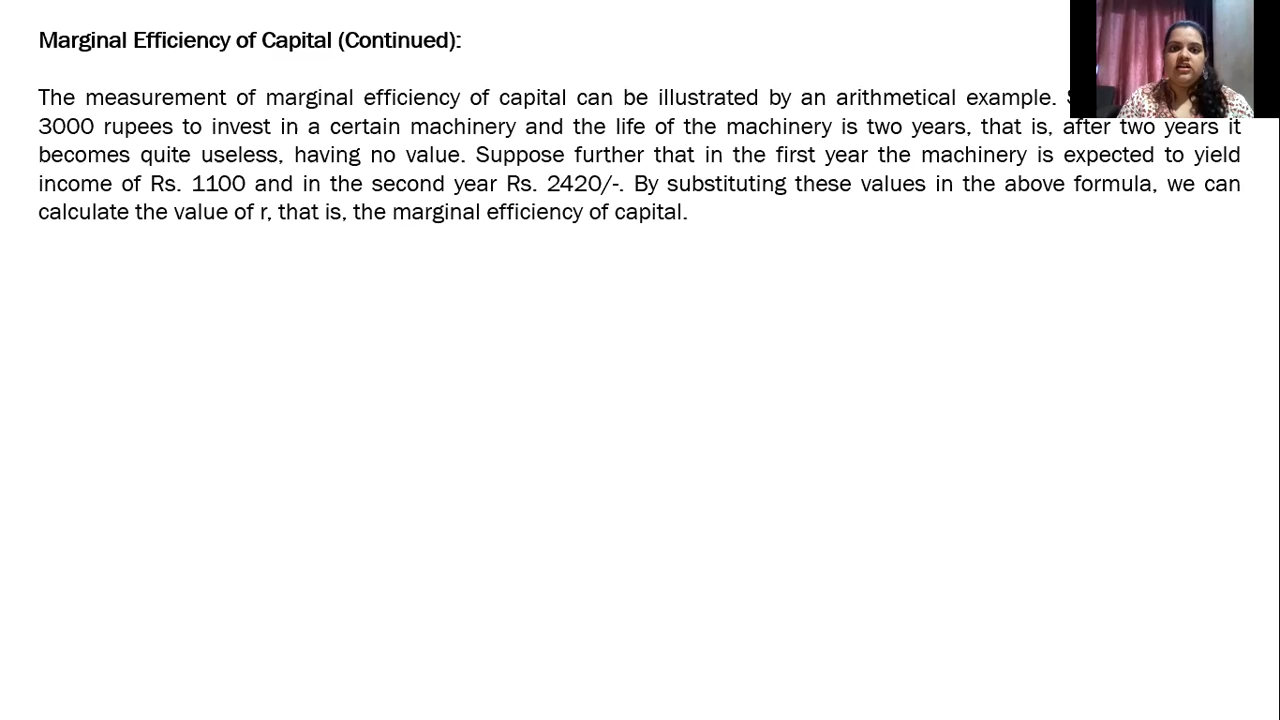 Marginal Efficiency of Capital (Continued):
The measurement of marginal efficiency of capital can be illustrated by an arithmetical example.
3000 rupees to invest in a certain machinery and the life of the machinery is two years, that is, after two years it
becomes quite useless, having no value. Suppose further that in the first year the machinery is expected to yield
income of Rs. 1100 and in the second year Rs. 2420/-. By substituting these values in the above formula, we can
calculate the value of r, that is, the marginal efficiency of capital.